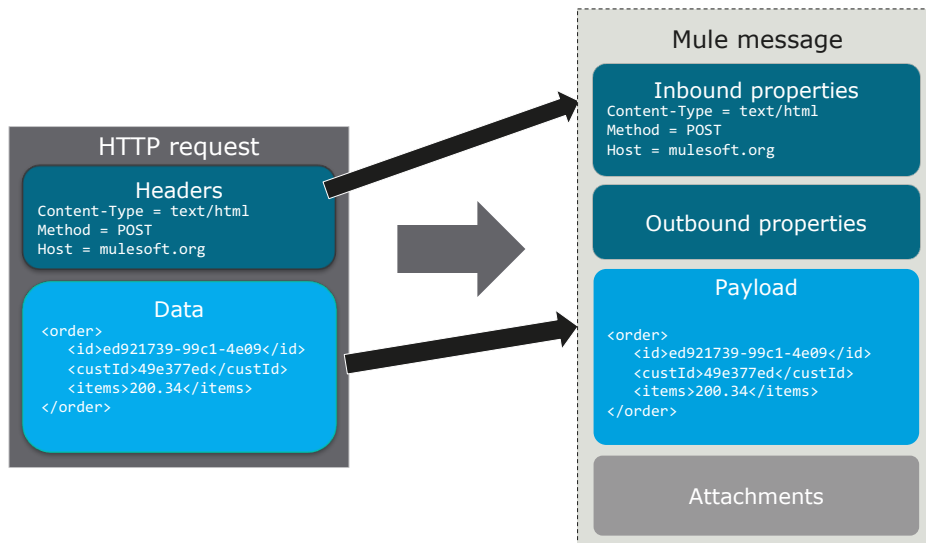 HTTP request
Headers
Content-Type = text/html
Method = POST
Host = mulesoft.org
Data
<order>
<id>ed921739-99c1-4e09</id>
<custId>49e377ed</custId>
<items>200.34</items>
</order>
Mule message
Inbound properties
Content-Type = text/html
Method = POST
Host = mulesoft.org
Outbound properties
Payload
<order>
<id>ed921739-99c1-4e09</id>
<custId>49e377ed</custId>
<items>200.34</items>
</order>
Attachments